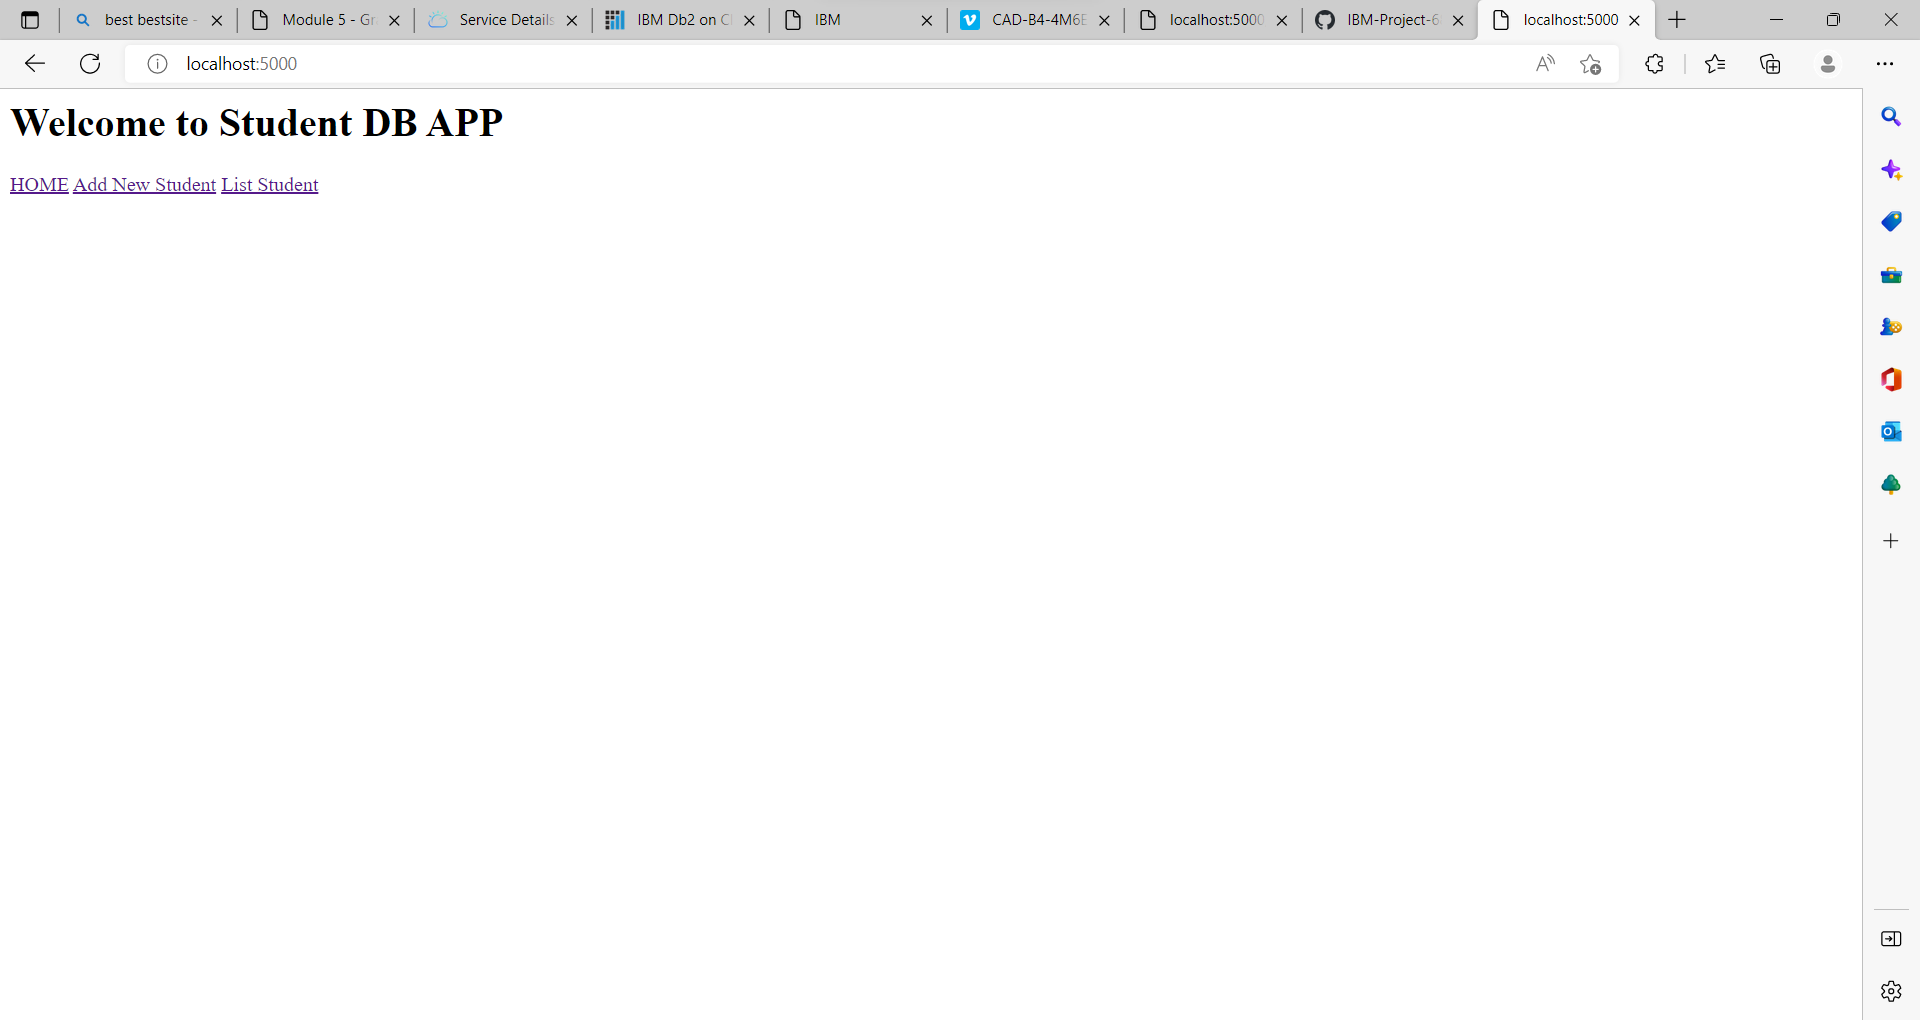 best bestsite -
Module 5 - Gr
Service Details
IBM Db2 on Cl
IBM
CAD-B4-4M6E
localhost:5000
IBM-Project-6
localhost:5000
localhost:5000
Welcome to Student DB APP
HOME Add New Student List Student